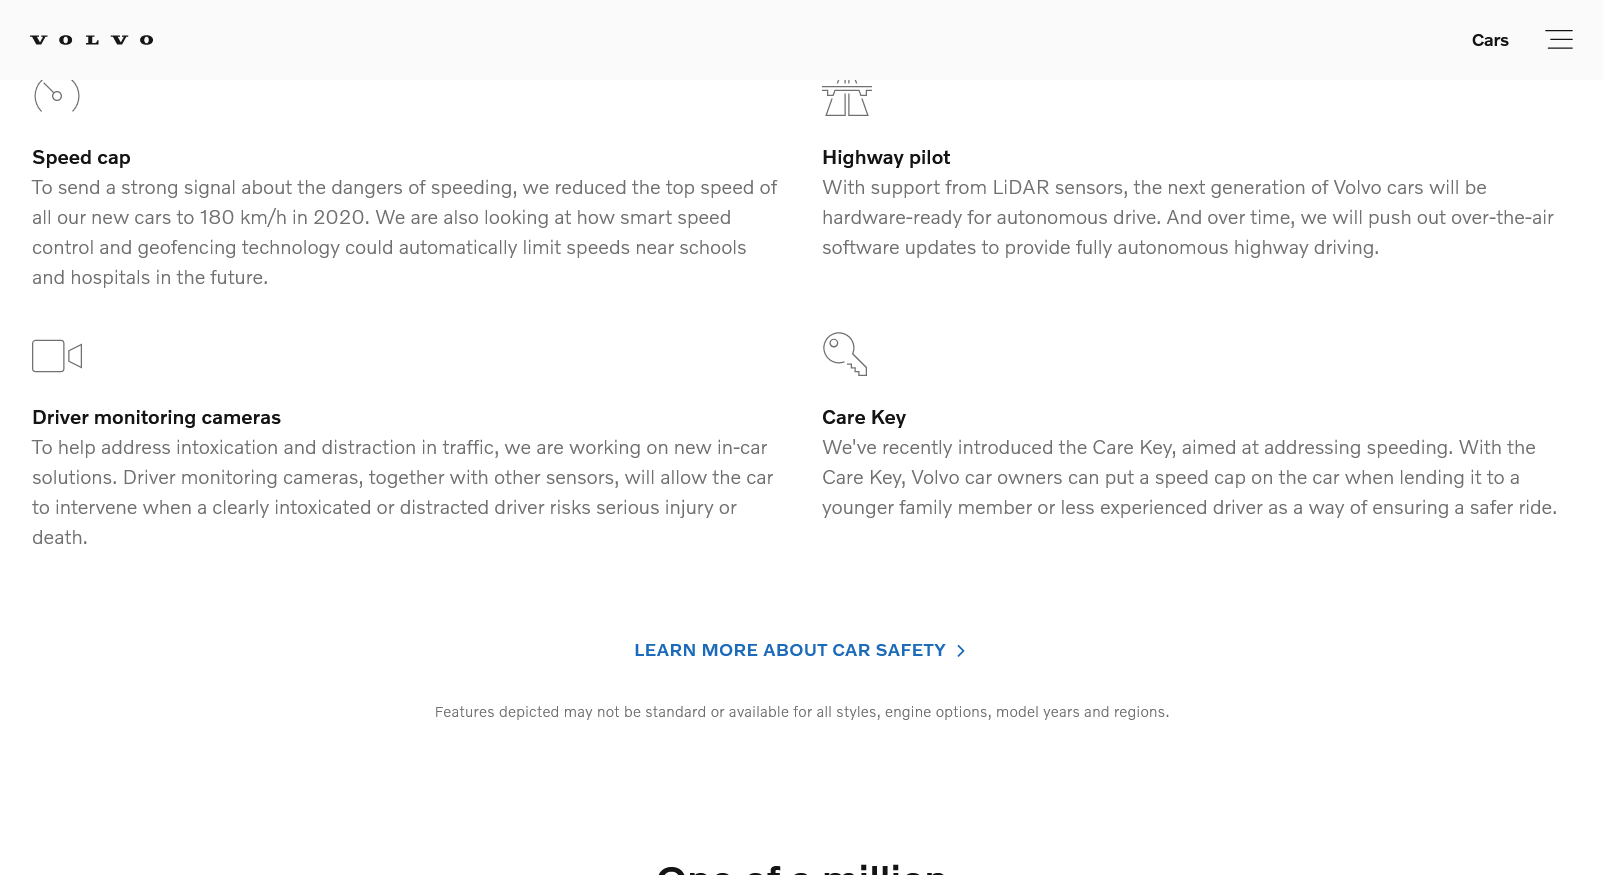 VOLVO
Cars
Speed cap
To send a strong signal about the dangers of speeding, we reduced the top speed of
all our new cars to 180 km/h in 2020. We are also looking at how smart speed
control and geofencing technology could automatically limit speeds near schools
and hospitals in the future.
Highway pilot
With support from LiDAR sensors, the next generation of Volvo cars will be
hardware-ready for autonomous drive. And over time, we will push out over-the-air
software updates to provide fully autonomous highway driving.
Driver monitoring cameras
To help address intoxication and distraction in traffic, we are working on new in-car
solutions. Driver monitoring cameras, together with other sensors, will allow the car
to intervene when a clearly intoxicated or distracted driver risks serious injury or
death.
Care Key
We've recently introduced the Care Key, aimed at addressing speeding. With the
Care Key, Volvo car owners can put a speed cap on the car when lending it to a
younger family member or less experienced driver as a way of ensuring a safer ride.
LEARN MORE ABOUT CAR SAFETY
Features depicted may not be standard or available for all styles, engine options, model years and regions.
One of a million